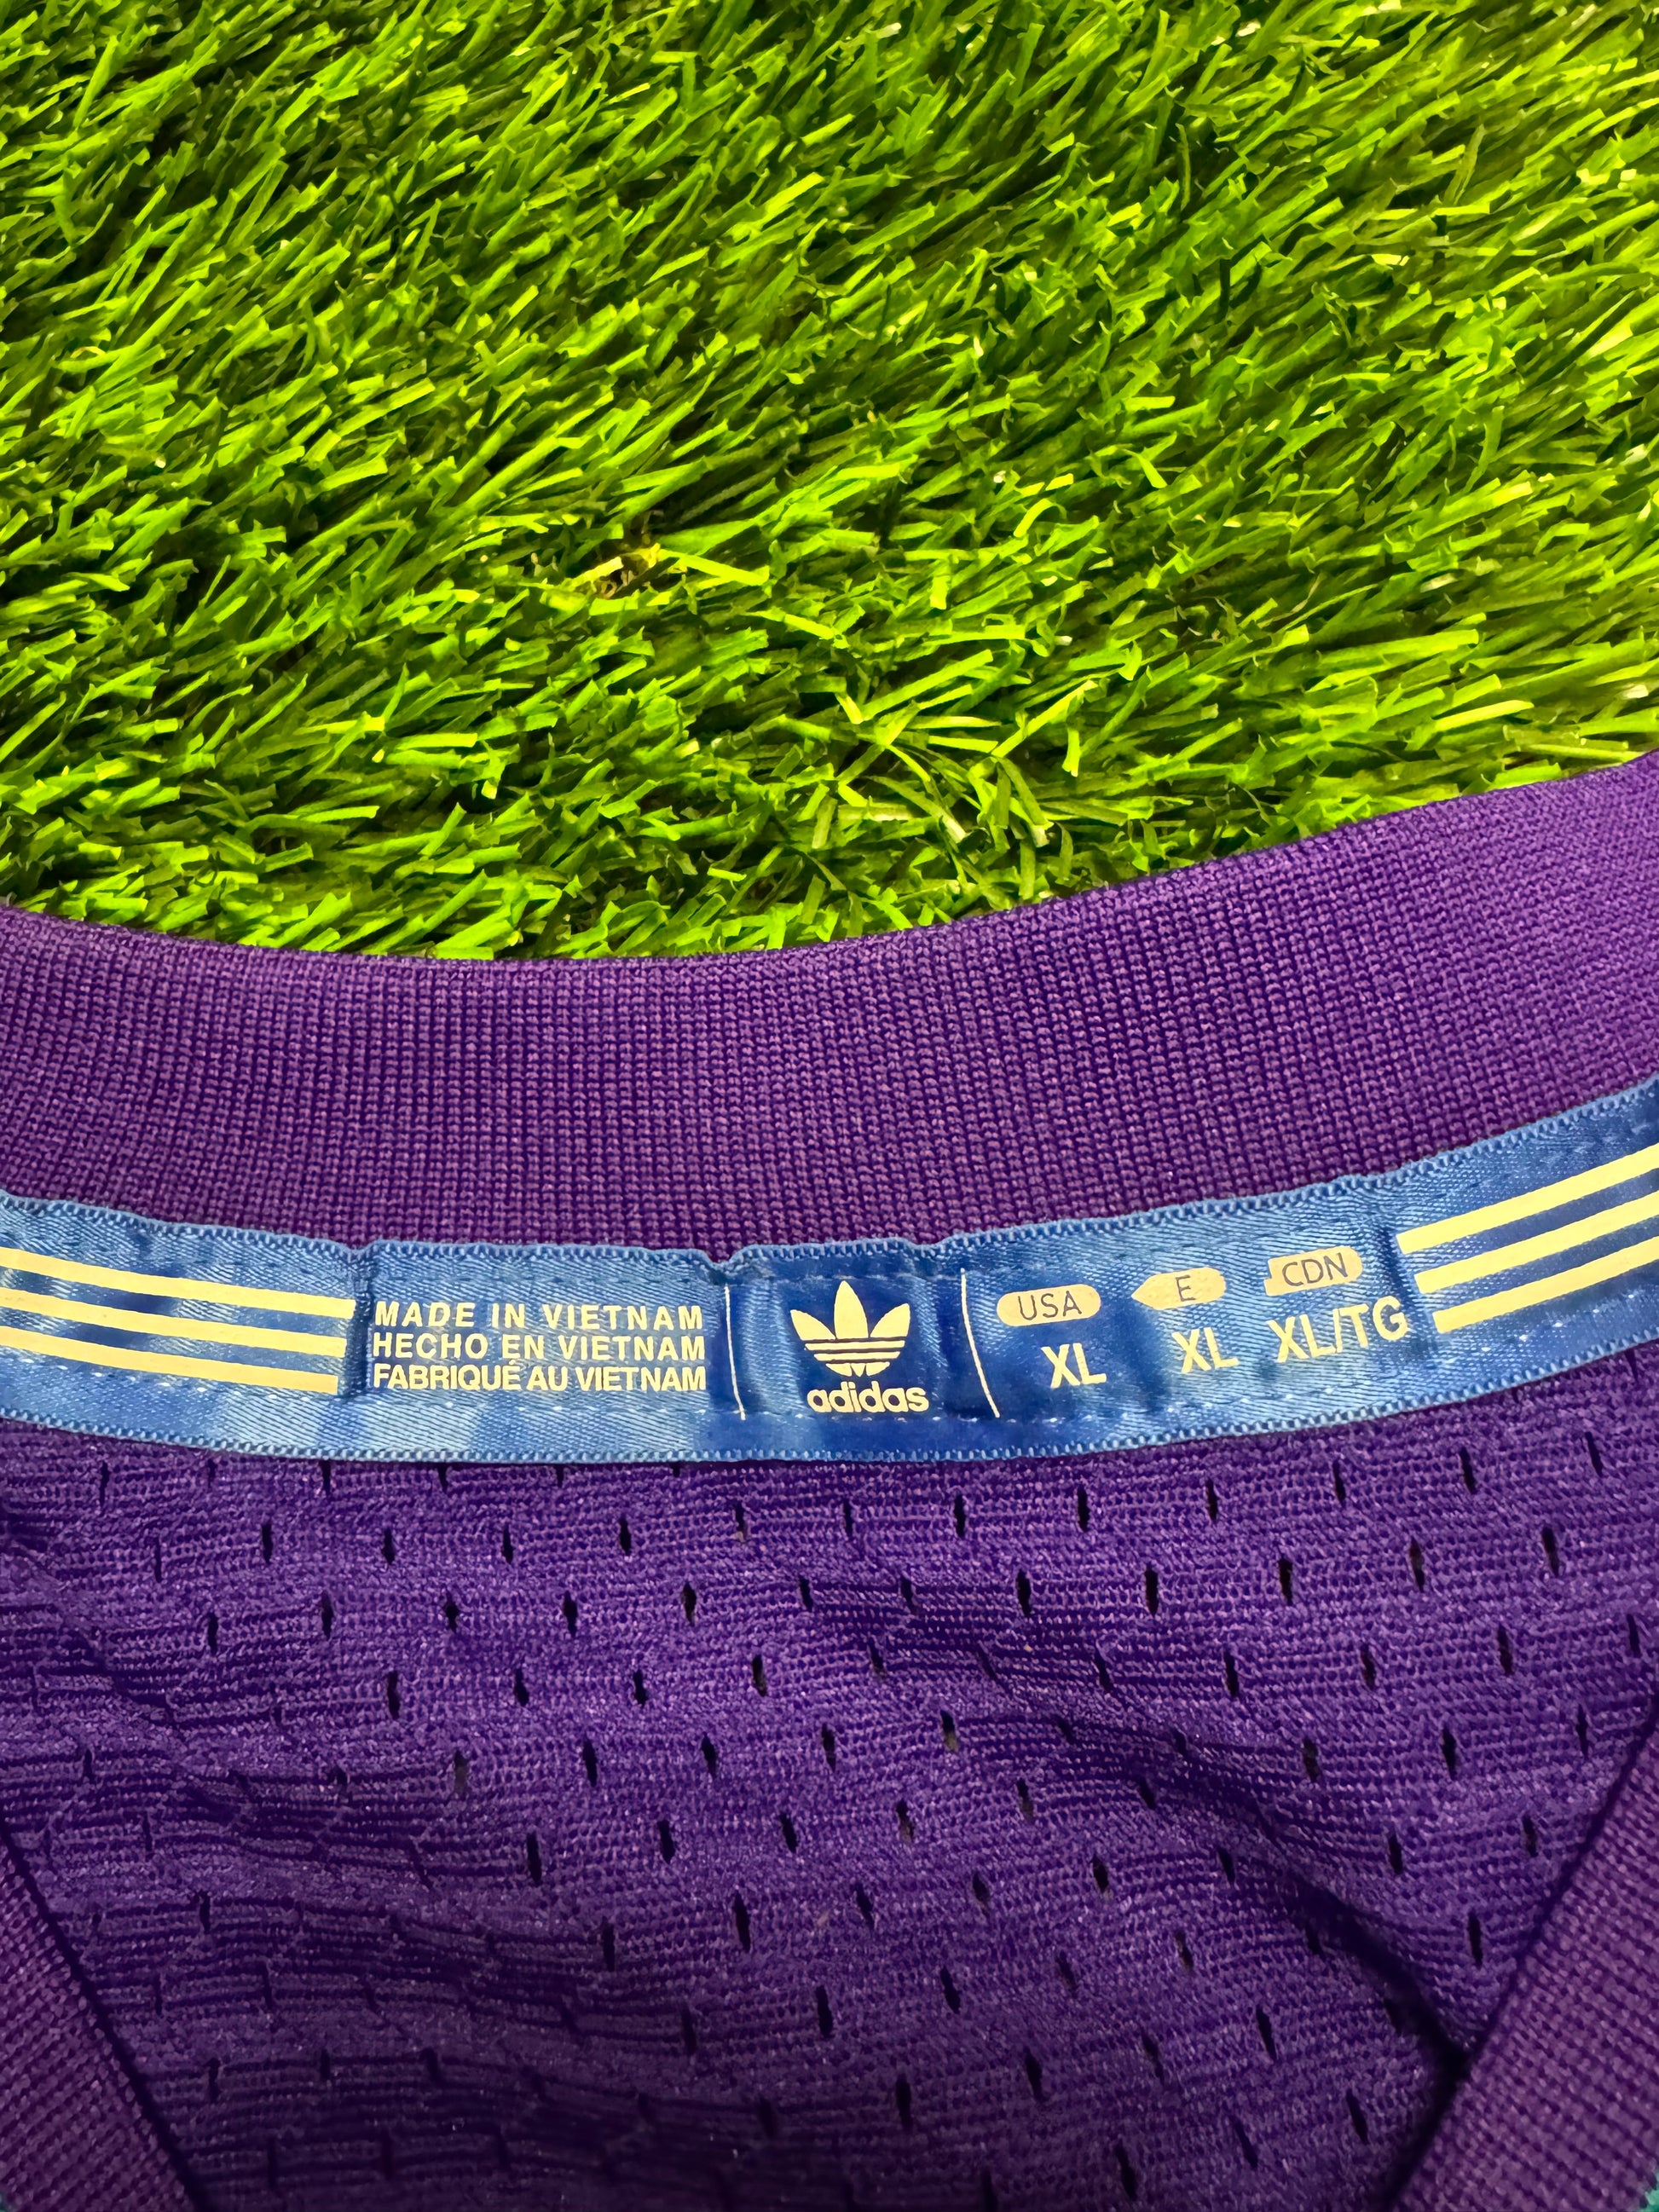 MADE IN VIETNAM
HECHO EN VIETNAM
FABRIQUÉ AU VIETNAM
adidas
USA E CDN
XL XL XL/TG